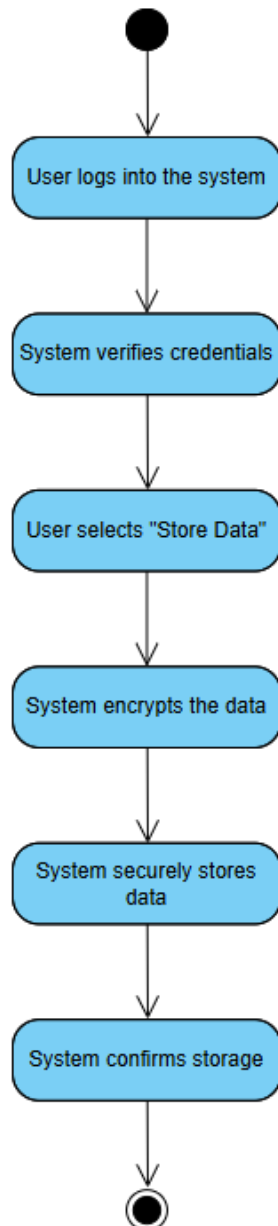 User logs into the system
System verifies credentials
User selects "Store Data"
System encrypts the data
System securely stores
data
System confirms storage